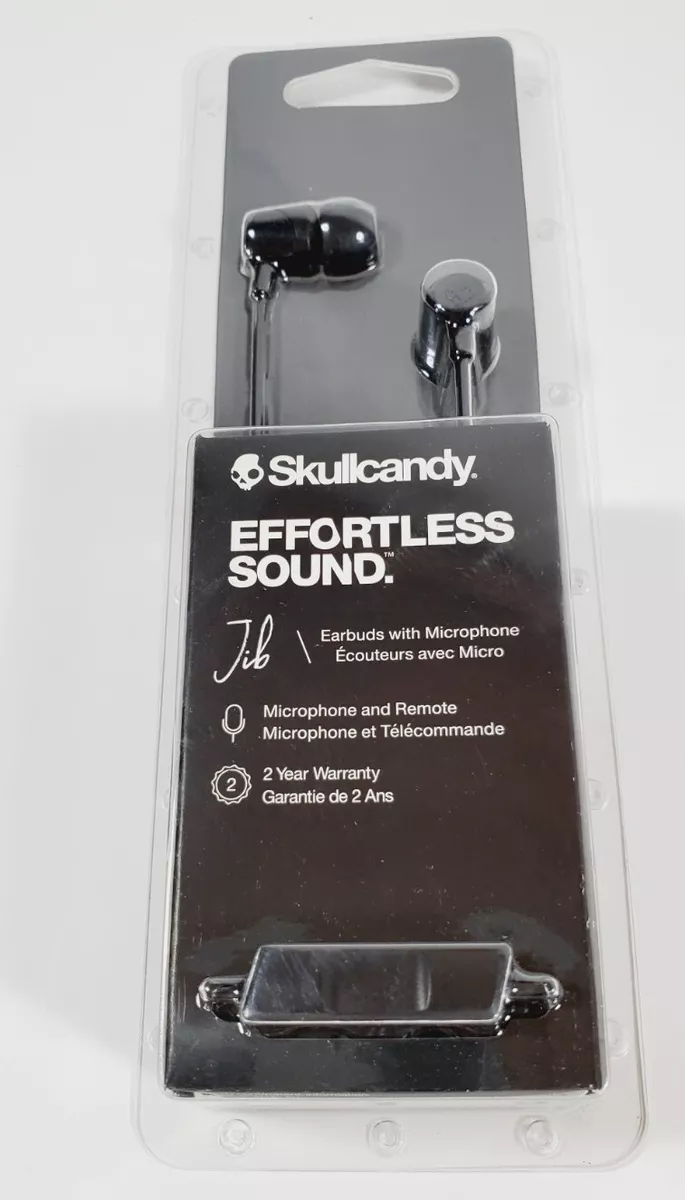 Skullcandy®
EFFORTLESS
SOUND.™
Jib \ Earbuds with Microphone
Écouteurs avec Micro
Microphone and Remote
Microphone et Télécommande
2 2 Year Warranty
Garantie de 2 Ans